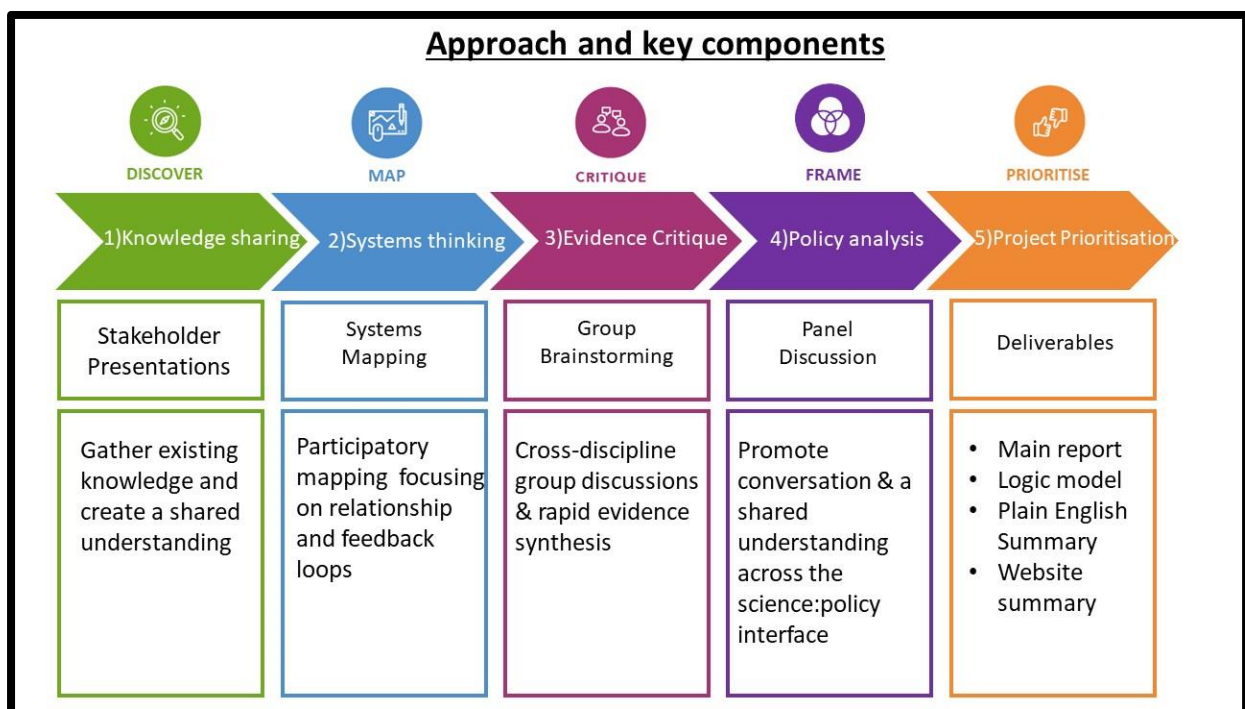 Approach and key components
DISCOVER
MAP
CRITIQUE
FRAME
PRIORITISE
1)Knowledge sharing
2)Systems thinking
3)Evidence Critique
4)Policy analysis
5)Project Prioritisation
Stakeholder
Presentations
Systems
Mapping
Group
Brainstorming
Panel
Discussion
Deliverables
Gather existing
knowledge and
create a shared
understanding
Participatory
mapping focusing
on relationship
and feedback
loops
Cross-discipline
group discussions
& rapid evidence
synthesis
Promote
conversation & a
shared
understanding
across the
science:policy
interface
• Main report
• Logic model
• Plain English
Summary
• Website
summary